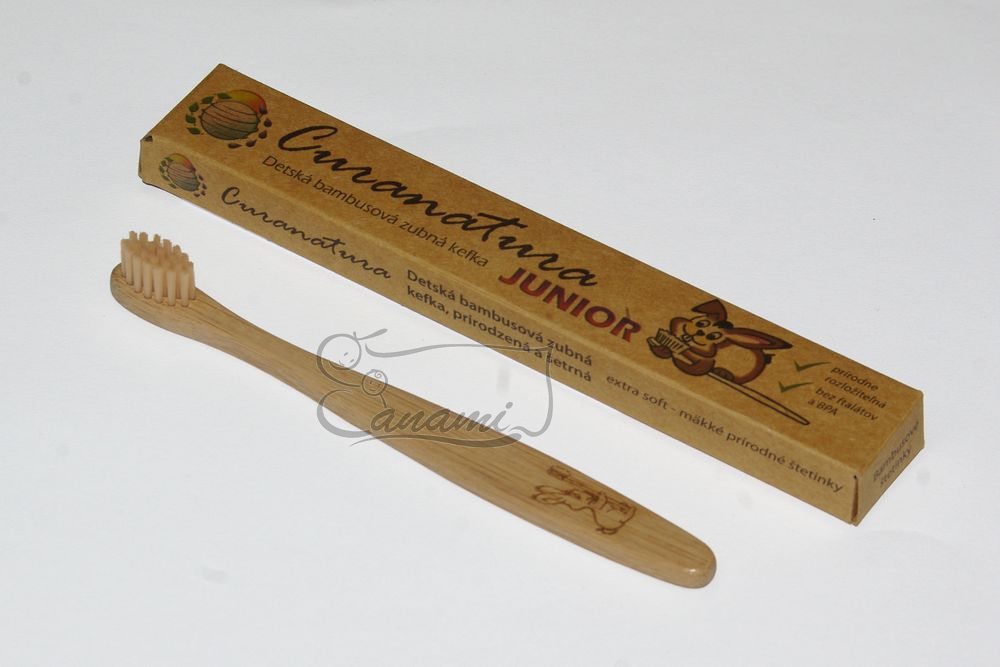 Curanatura
Detská bambusová zubná kefka
JUNIOR
prírodne
rozložiteľná
bez ftalátov
a BPA
Curanatura
Detská bambusová zubná
kefka, prirodzená a šetrná
extra soft - mäkké prírodné štetinky
Bambusové
štetinky
anami